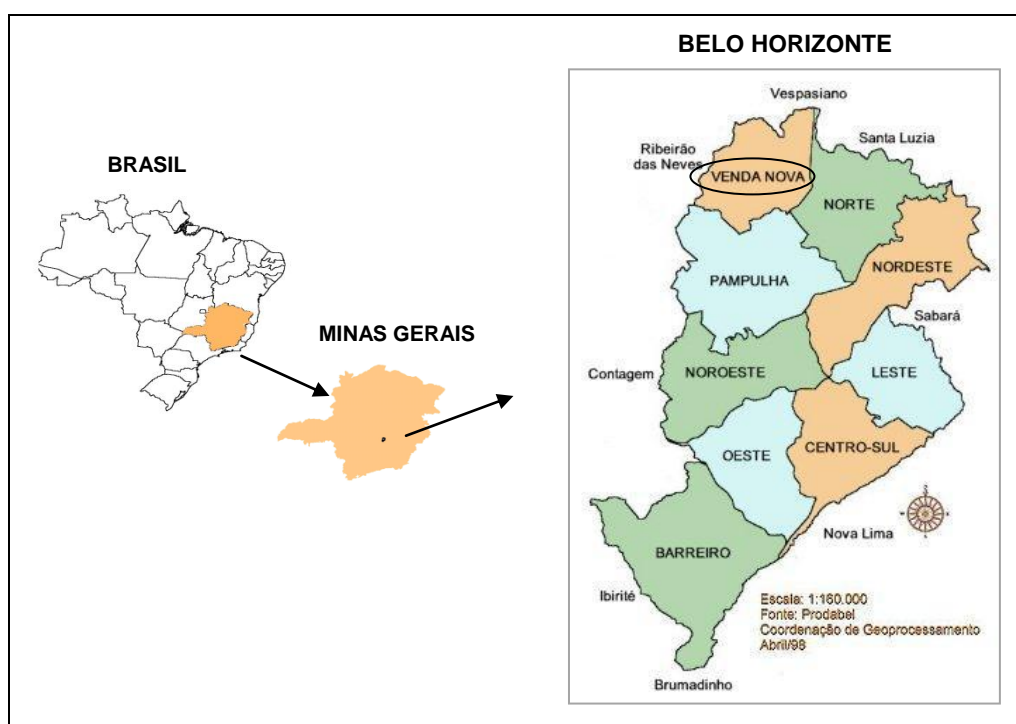 BELO HORIZONTE
Vespasiano
Santa Luzia
Ribeirão
das Neves
VENDA NOVA
BRASIL
NORTE
NORDESTE
PAMPULHA
Sabará
MINAS GERAIS
Contagem
NOROESTE
LESTE
OESTE
CENTRO-SUL
Nova Lima
BARREIRO
Ibirité
Escala: 1:160.000
Fonte: Prodabel
Coordenação de Geoprocessamento
Abril/98
Brumadinho